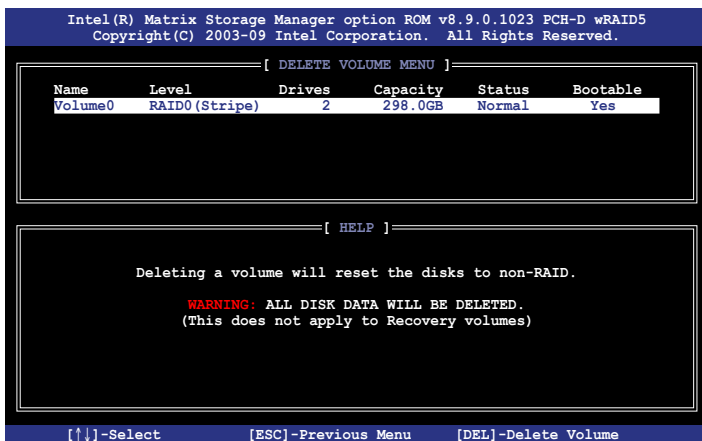 Intel(R) Matrix Storage Manager option ROM v8.9.0.1023 PCH-D wRAID5
Copyright(C) 2003-09 Intel Corporation. All Rights Reserved.
[ DELETE VOLUME MENU ]
Name Level Drives Capacity Status Bootable
Volume0 RAID0(Stripe) 2 298.0GB Normal Yes
[ HELP ]
Deleting a volume will reset the disks to non-RAID.
WARNING: ALL DISK DATA WILL BE DELETED.
(This does not apply to Recovery volumes)
[↑↓]-Select [ESC]-Previous Menu [DEL]-Delete Volume